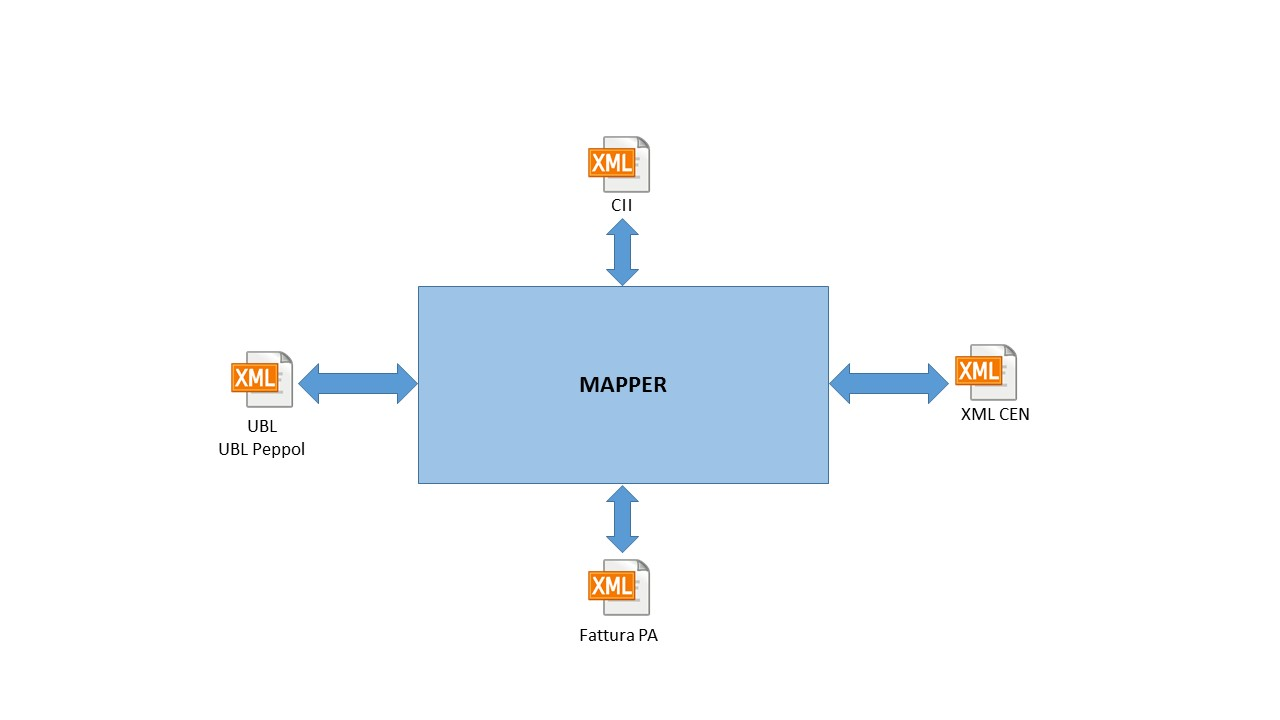 XML
CII
XML
UBL
UBL Peppol
MAPPER
XML
XML CEN
XML
Fattura PA